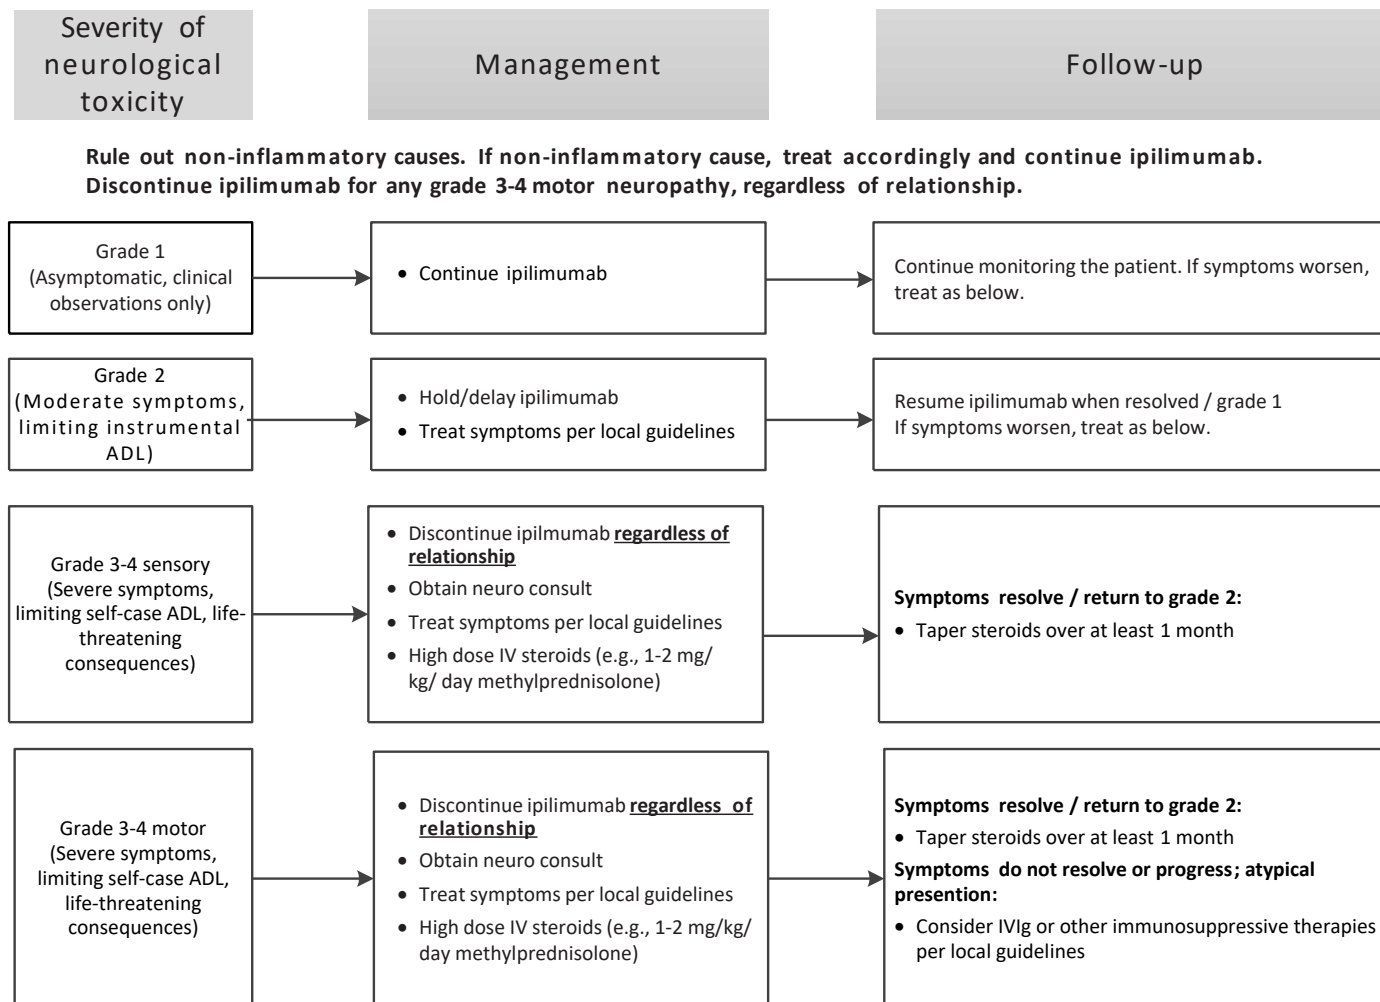 Severity of
neurological
toxicity
Management
Follow-up
Rule out non-inflammatory causes. If non-inflammatory cause, treat accordingly and continue ipilimumab.
Discontinue ipilimumab for any grade 3-4 motor neuropathy, regardless of relationship.
Grade 1
(Asymptomatic, clinical
observations only)
• Continue ipilimumab
Continue monitoring the patient. If symptoms worsen,
treat as below.
Grade 2
(Moderate symptoms,
limiting instrumental
ADL)
• Hold/delay ipilimumab
• Treat symptoms per local guidelines
Resume ipilimumab when resolved / grade 1
If symptoms worsen, treat as below.
Grade 3-4 sensory
(Severe symptoms,
limiting self-case ADL, life-
threatening
consequences)
• Discontinue ipilmumab regardless of
relationship
• Obtain neuro consult
• Treat symptoms per local guidelines
• High dose IV steroids (e.g., 1-2 mg/
kg/ day methylprednisolone)
Symptoms resolve / return to grade 2:
• Taper steroids over at least 1 month
Grade 3-4 motor
(Severe symptoms,
limiting self-case ADL,
life-threatening
consequences)
• Discontinue ipilimumab regardless of
relationship
• Obtain neuro consult
• Treat symptoms per local guidelines
• High dose IV steroids (e.g., 1-2 mg/kg/
day methylprednisolone)
Symptoms resolve / return to grade 2:
• Taper steroids over at least 1 month
Symptoms do not resolve or progress; atypical
presention:
• Consider IVIg or other immunosuppressive therapies
per local guidelines